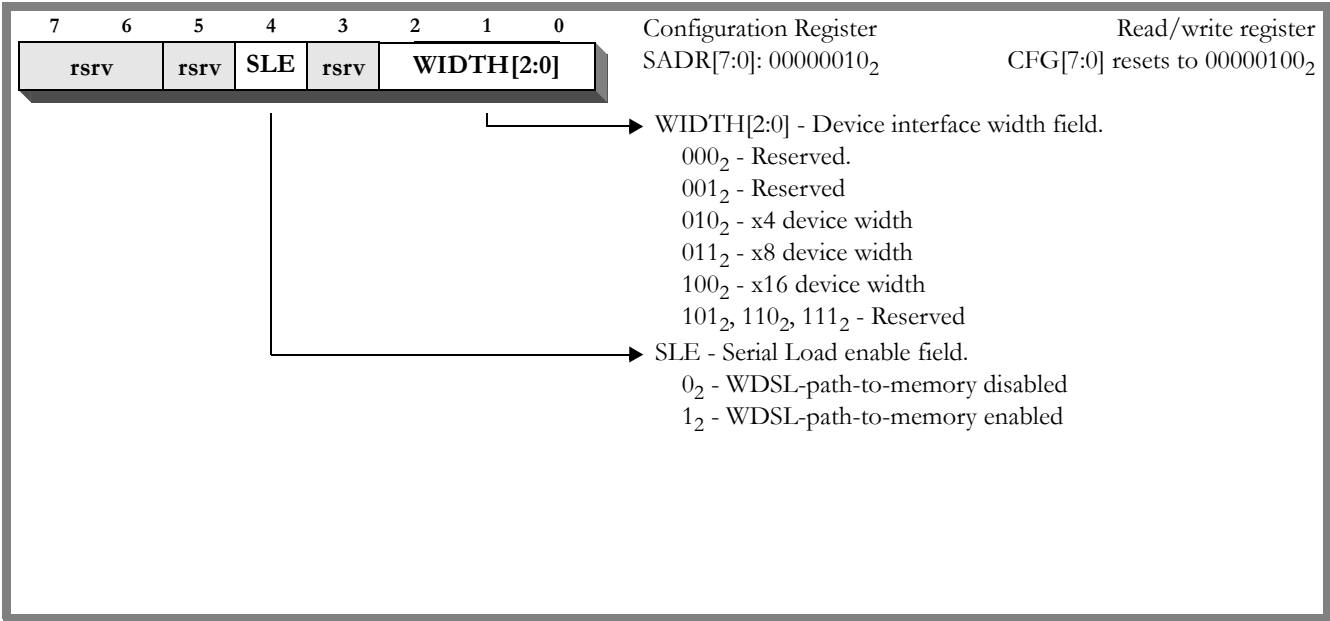 7 6 5 4 3 2 1 0
rsrv rsrv SLE rsrv WIDTH[2:0]
Configuration Register Read/write register
SADR[7:0]: 00000010₂ CFG[7:0] resets to 00000100₂
WIDTH[2:0] - Device interface width field.
000₂ - Reserved.
001₂ - Reserved
010₂ - x4 device width
011₂ - x8 device width
100₂ - x16 device width
101₂, 110₂, 111₂ - Reserved
SLE - Serial Load enable field.
0₂ - WDSL-path-to-memory disabled
1₂ - WDSL-path-to-memory enabled